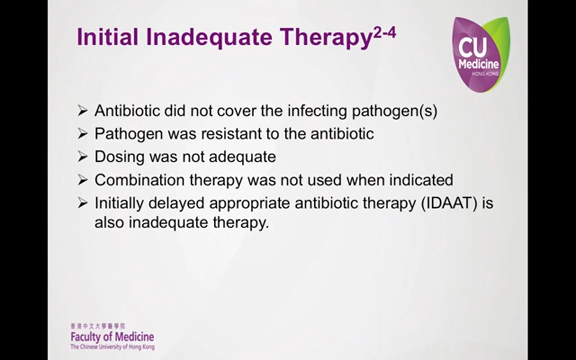 Initial Inadequate Therapy2-4
CU
Medicine
HONG KONG
➢ Antibiotic did not cover the infecting pathogen(s)
➢ Pathogen was resistant to the antibiotic
➢ Dosing was not adequate
➢ Combination therapy was not used when indicated
➢ Initially delayed appropriate antibiotic therapy (IDAAT) is
also inadequate therapy.
香港中文大學醫學院
Faculty of Medicine
The Chinese University of Hong Kong